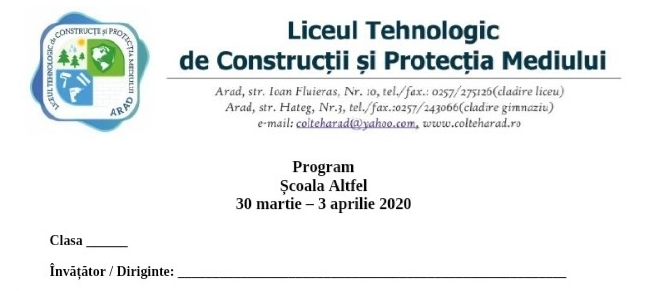 Liceul Tehnologic
de Construcții și Protecția Mediului
LICEUL TEHNOLOGIC de CONSTRUCȚII și PROTECȚIA MEDIULUI
ARAD
Arad, str. Ioan Fluieras, Nr. 10, tel./fax.: 0257/275126(cladire liceu)
Arad, str. Hateg, Nr.3, tel./fax.:0257/243066(cladire gimnaziu)
e-mail: colteharad@yahoo.com, www.colteharad.ro
Program
Școala Altfel
30 martie – 3 aprilie 2020
Clasa ______
Învățător / Diriginte: ________________________________________________________